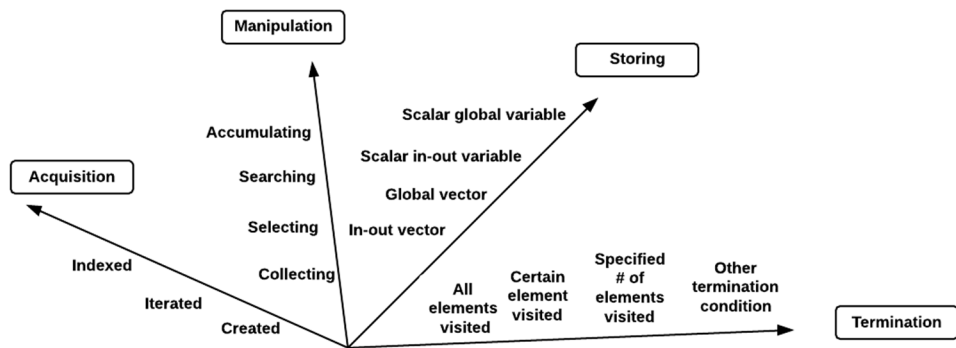 Manipulation
Storing
Scalar global variable
Accumulating
Scalar in-out variable
Acquisition
Searching
Global vector
Selecting
In-out vector
Indexed
Collecting
Iterated
Created
All
elements
visited
Certain
element
visited
Specified
# of
elements
visited
Other
termination
condition
Termination